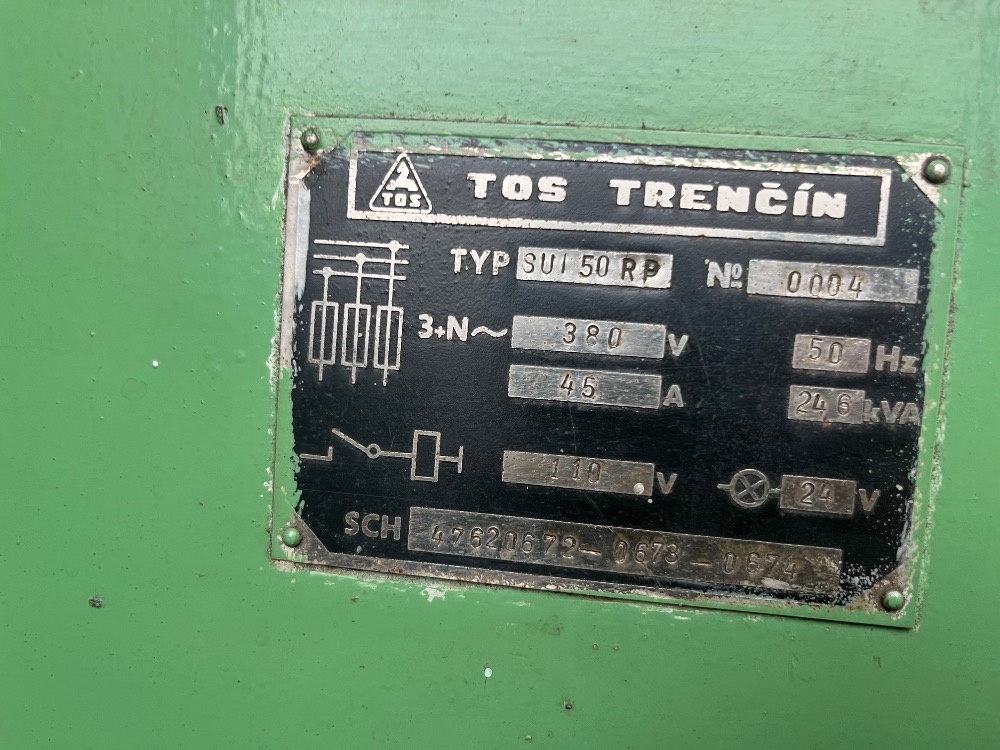 TOS
TOS TRENČÍN
TYP SUI 50 RP Nº 0004
3+N~ 380 V 50 Hz
45 A 24,6 kVA
110 V 24 V
SCH 47620672-0673-0674